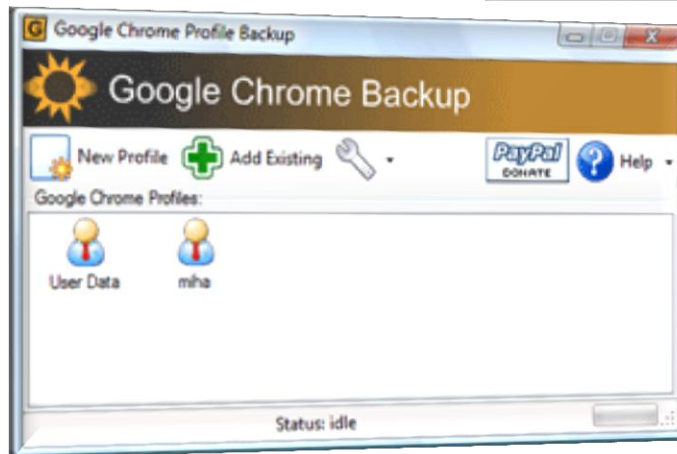 Google Chrome Profile Backup
Google Chrome Backup
New Profile Add Existing PayPal DONATE Help
Google Chrome Profiles:
User Data miha
Status: idle